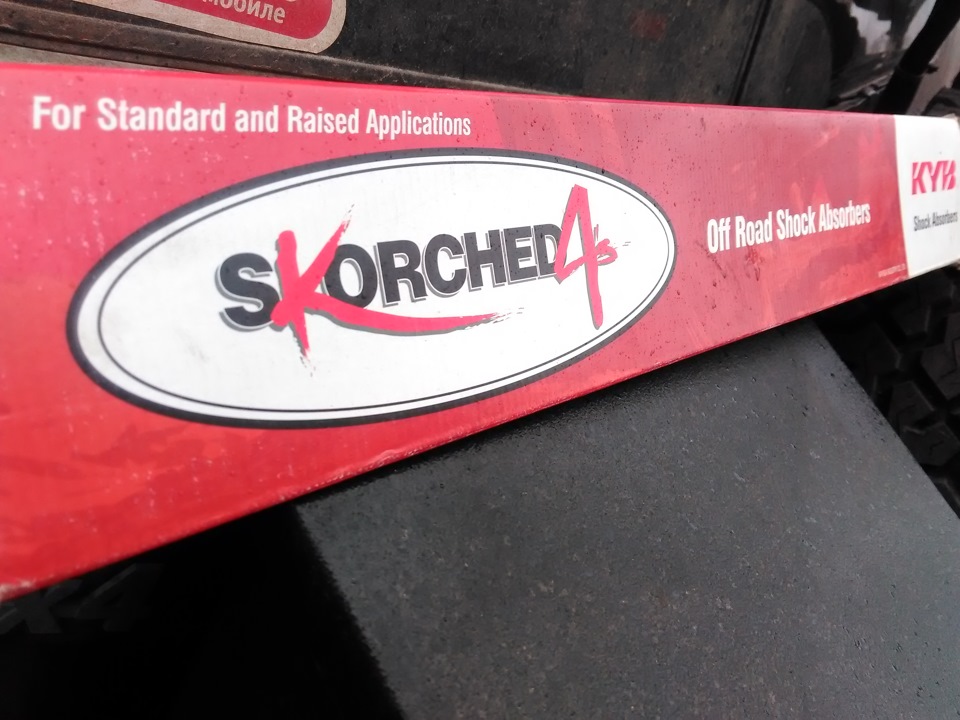 мобиле
For Standard and Raised Applications
SKORCHED4's
Off Road Shock Absorbers
KYB
Shock Absorbers